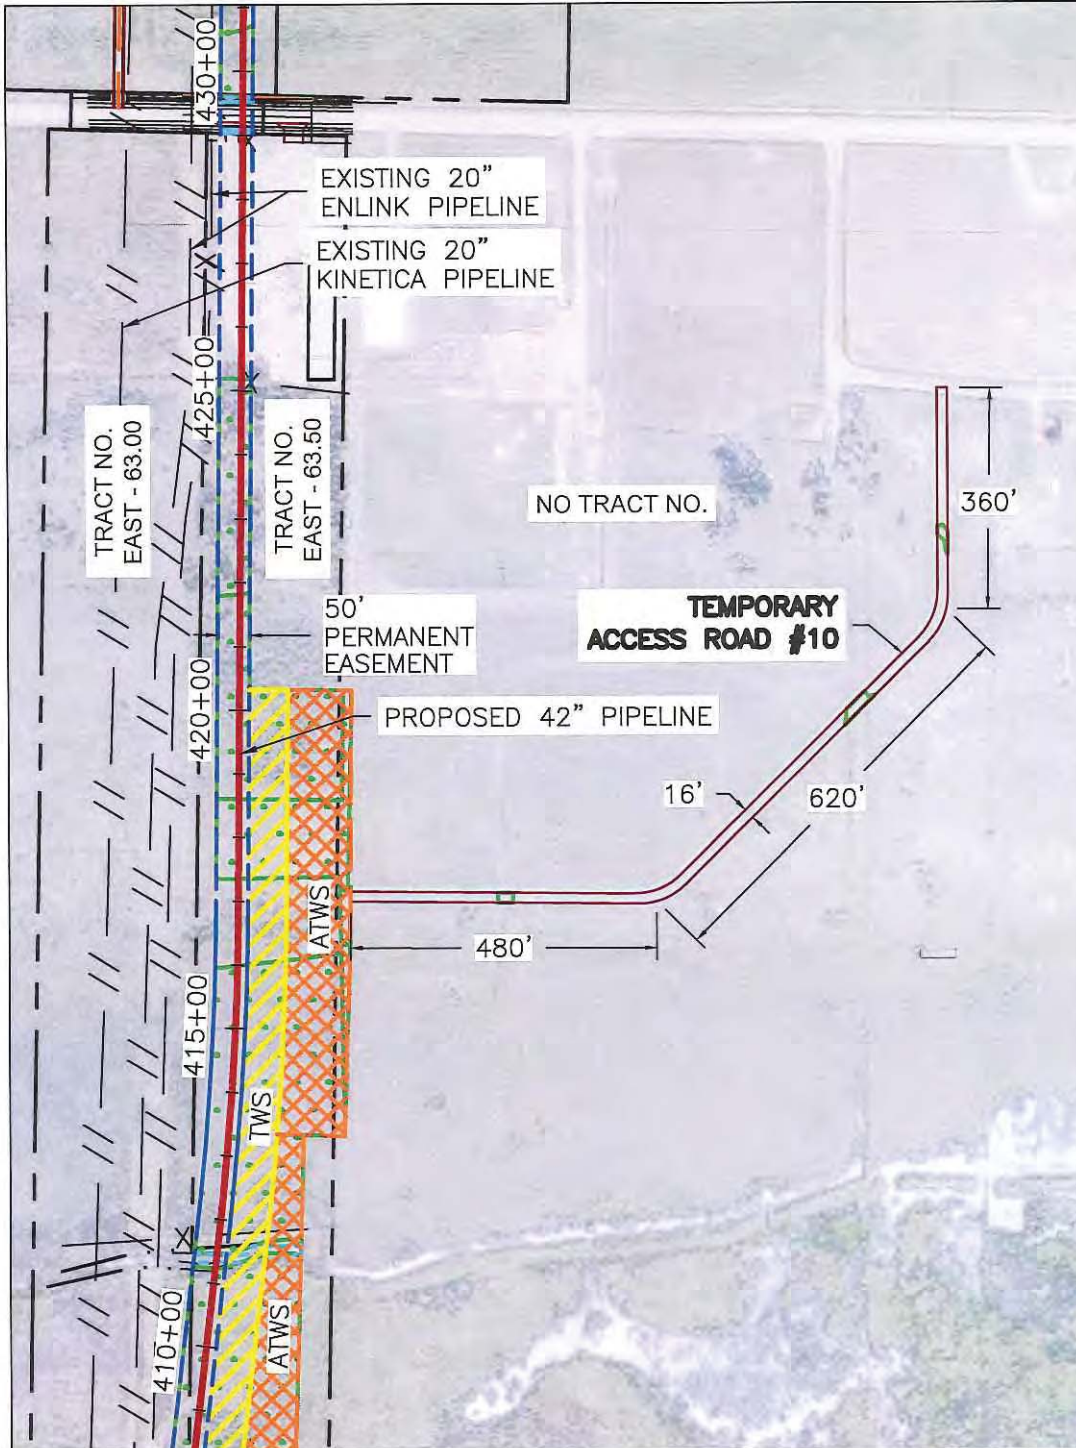 430+00
EXISTING 20”
ENLINK PIPELINE
EXISTING 20”
KINETICA PIPELINE
425+00
TRACT NO.
EAST - 63.00
TRACT NO.
EAST - 63.50
NO TRACT NO.
360'
50'
PERMANENT
EASEMENT
TEMPORARY
ACCESS ROAD #10
420+00
PROPOSED 42” PIPELINE
16'
620'
ATWS
480'
415+00
TWS
410+00
ATWS